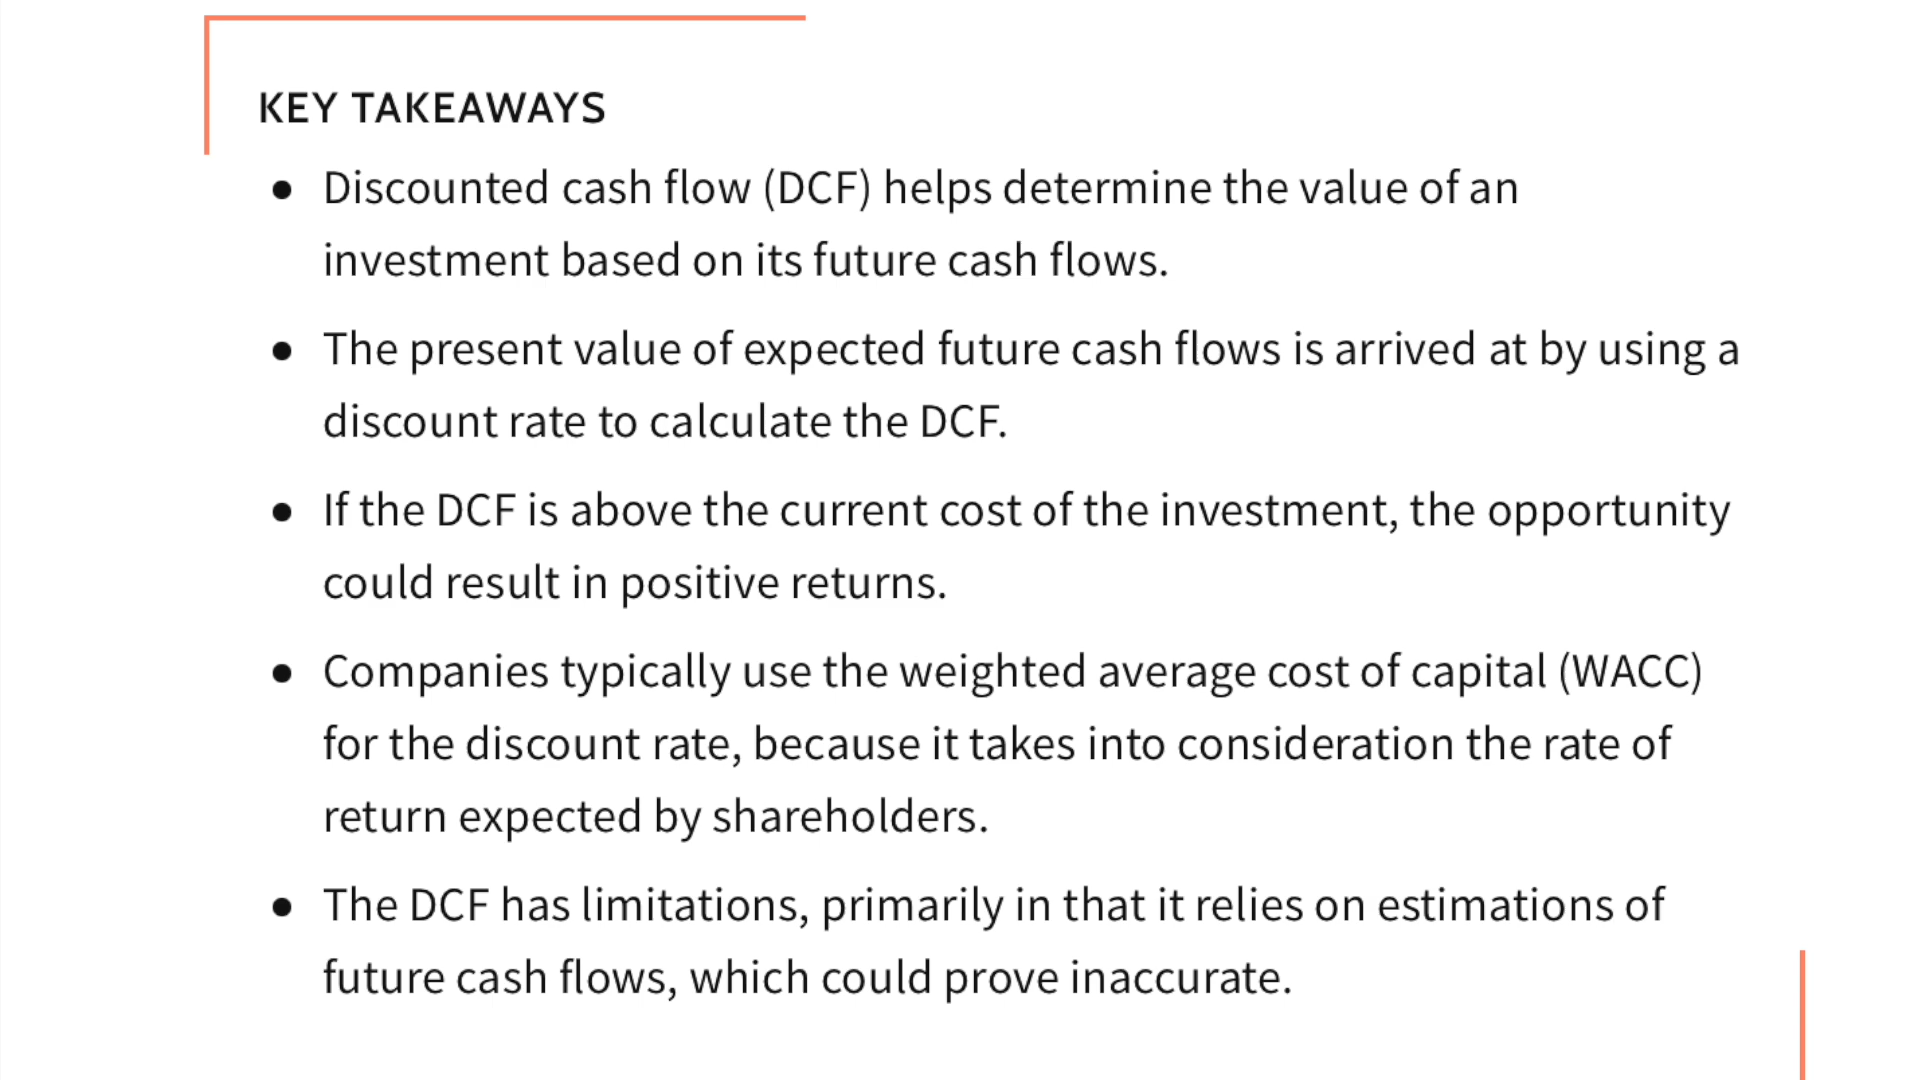 KEY TAKEAWAYS
● Discounted cash flow (DCF) helps determine the value of an
investment based on its future cash flows.
● The present value of expected future cash flows is arrived at by using a
discount rate to calculate the DCF.
● If the DCF is above the current cost of the investment, the opportunity
could result in positive returns.
● Companies typically use the weighted average cost of capital (WACC)
for the discount rate, because it takes into consideration the rate of
return expected by shareholders.
● The DCF has limitations, primarily in that it relies on estimations of
future cash flows, which could prove inaccurate.